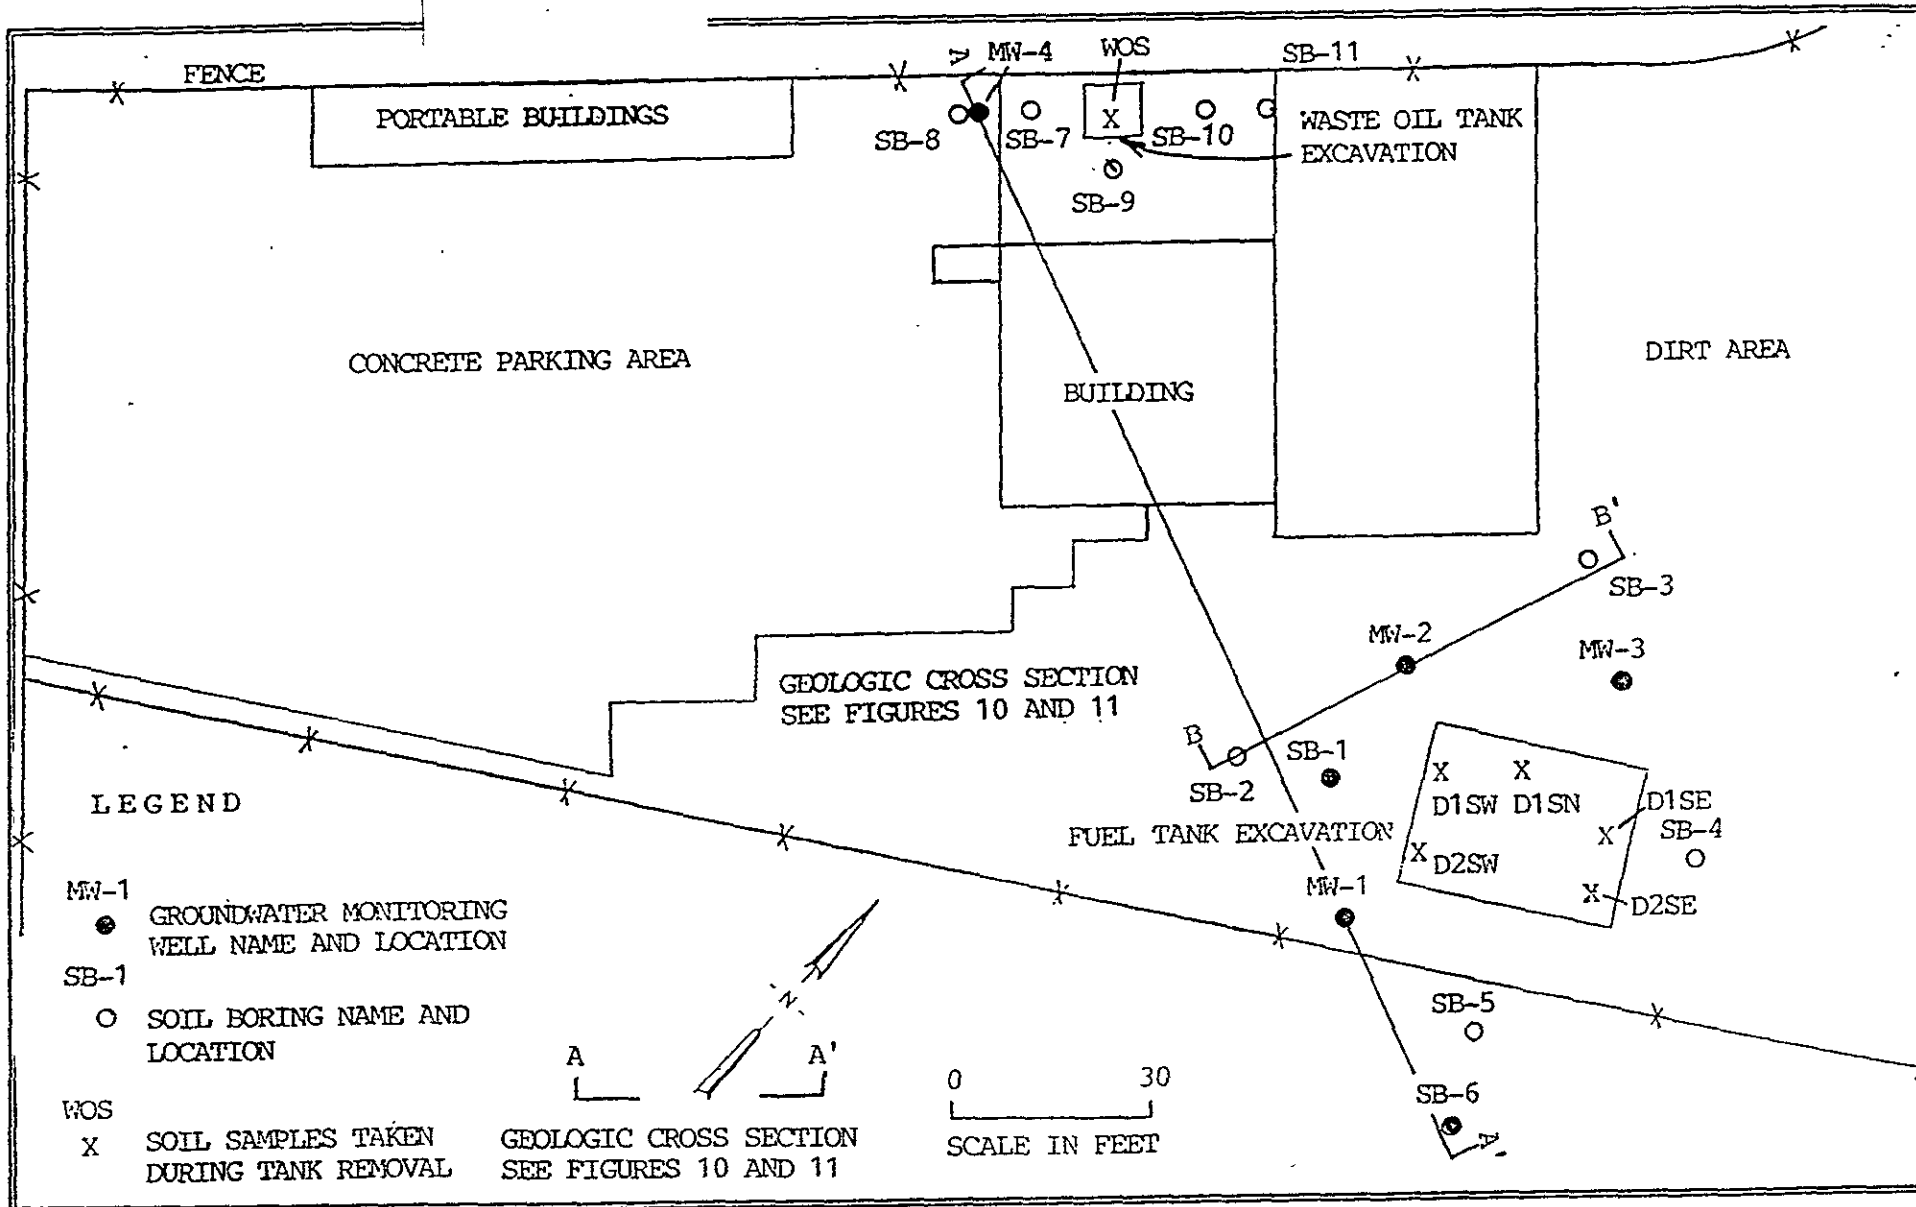 FENCE
PORTABLE BUILDINGS
A
MW-4
WOS
SB-11
SB-8
SB-7
X
SB-10
WASTE OIL TANK
EXCAVATION
SB-9
CONCRETE PARKING AREA
BUILDING
DIRT AREA
B'
SB-3
MW-2
MW-3
GEOLOGIC CROSS SECTION
SEE FIGURES 10 AND 11
B
SB-2
SB-1
X
X
D1SW
D1SN
D1SE
X
SB-4
FUEL TANK EXCAVATION
X
D2SW
X
D2SE
MW-1
SB-5
SB-6
A'
LEGEND
MW-1
GROUNDWATER MONITORING
WELL NAME AND LOCATION
SB-1
SOIL BORING NAME AND
LOCATION
WOS
X
SOIL SAMPLES TAKEN
DURING TANK REMOVAL
N
A
A'
GEOLOGIC CROSS SECTION
SEE FIGURES 10 AND 11
0
30
SCALE IN FEET